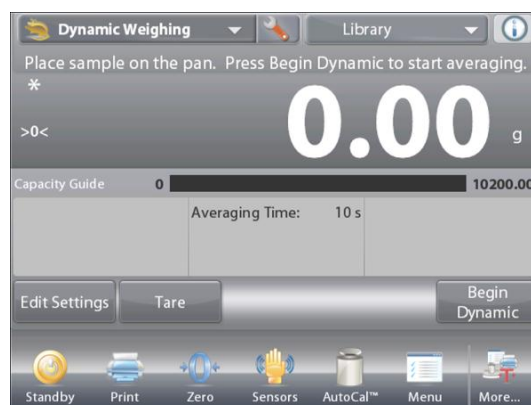 Dynamic Weighing Library
Place sample on the pan. Press Begin Dynamic to start averaging.
*
>0<
0.00 g
Capacity Guide 0 10200.00
Averaging Time: 10 s
Edit Settings Tare Begin Dynamic
Standby Print Zero Sensors AutoCal™ Menu More...